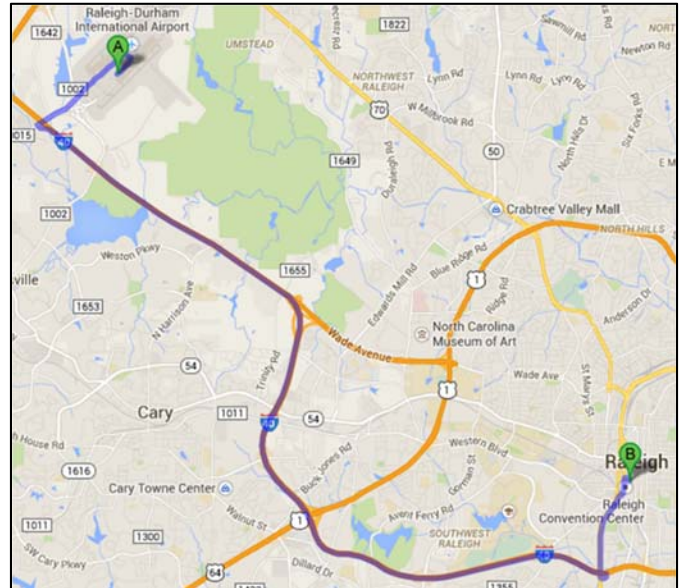 Raleigh-Durham
International Airport
A
1642
1002
UMSTEAD
1822
Sawmill Rd
Newton Rd
Lynn Rd
Lynn Rd
NORTHWEST
RALEIGH
70
W Millbrook Rd
Six Forks Rd
North Hills Dr
50
40
1649
Duraleigh Rd
1002
Crabtree Valley Mall
NORTH HILLS
Weston Pkwy
1655
Blue Ridge Rd
Edwards Mill Rd
1
Ridge Rd
1653
N Harrison Ave
Anderson Dr
North Carolina
Museum of Art
Wade Avenue
Trinity Rd
54
Wade Ave
St Marys St
1
Cary
1011
54
40
Western Blvd
B
Raleigh
1616
Cary Towne Center
Buck Jones Rd
Gorman St
Raleigh
Convention Center
Walnut St
1
Avent Ferry Rd
1011
1300
SOUTHWEST
RALEIGH
40
SW Cary Pkwy
64
Dillard Dr
1355